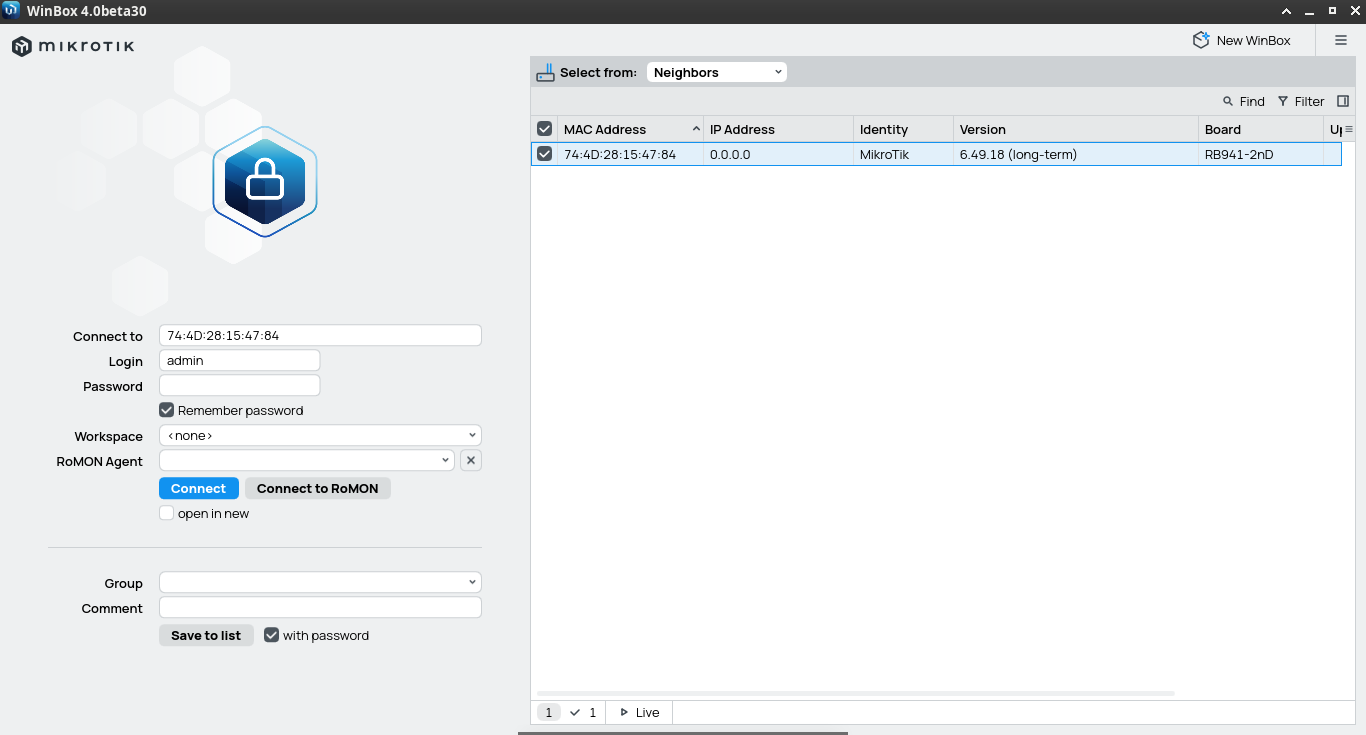 WinBox 4.0beta30
mikrotik
New WinBox
Select from: Neighbors
Find Filter
MAC Address IP Address Identity Version Board
74:4D:28:15:47:84 0.0.0.0 MikroTik 6.49.18 (long-term) RB941-2nD
Connect to 74:4D:28:15:47:84
Login admin
Password
Remember password
Workspace <none>
RoMON Agent
Connect Connect to RoMON
open in new
Group
Comment
Save to list with password
1 1 Live